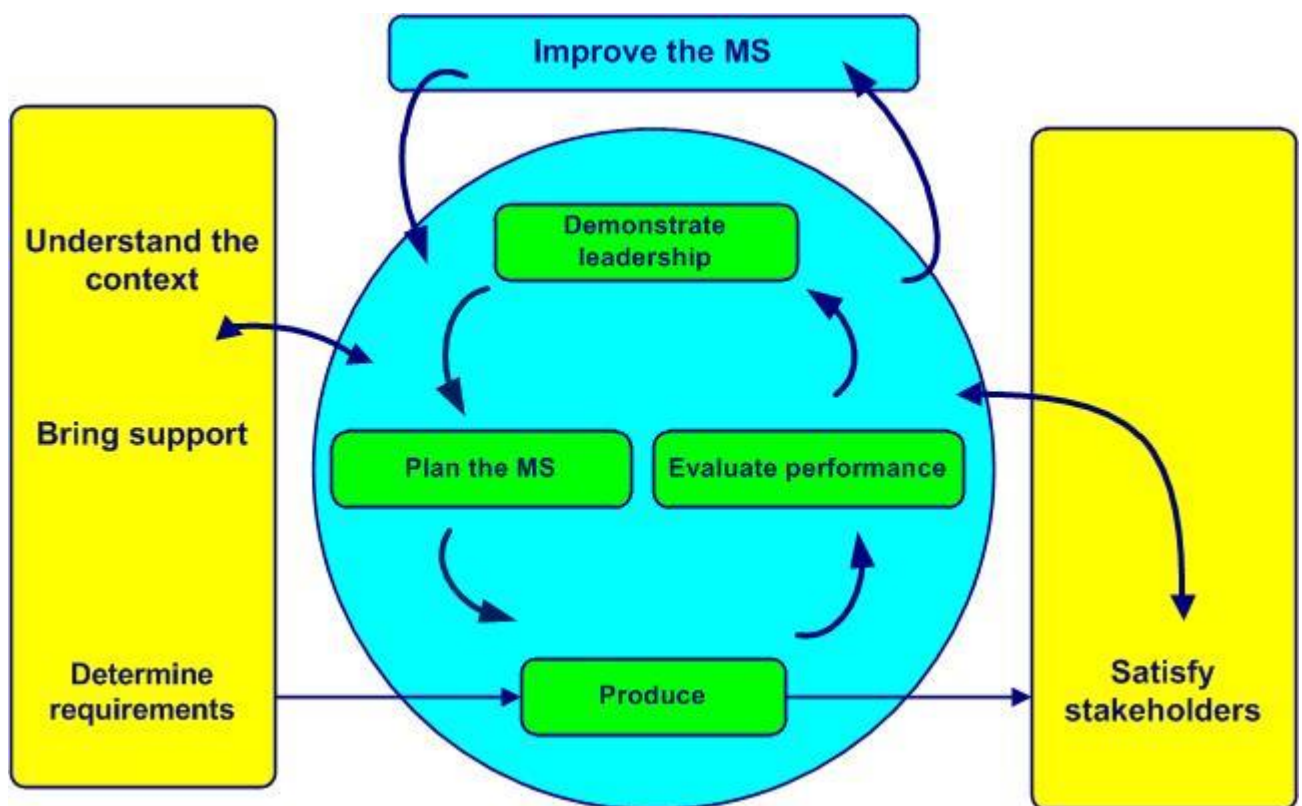 Improve the MS
Demonstrate
leadership
Understand the
context
Bring support
Plan the MS
Evaluate performance
Determine
requirements
Produce
Satisfy
stakeholders